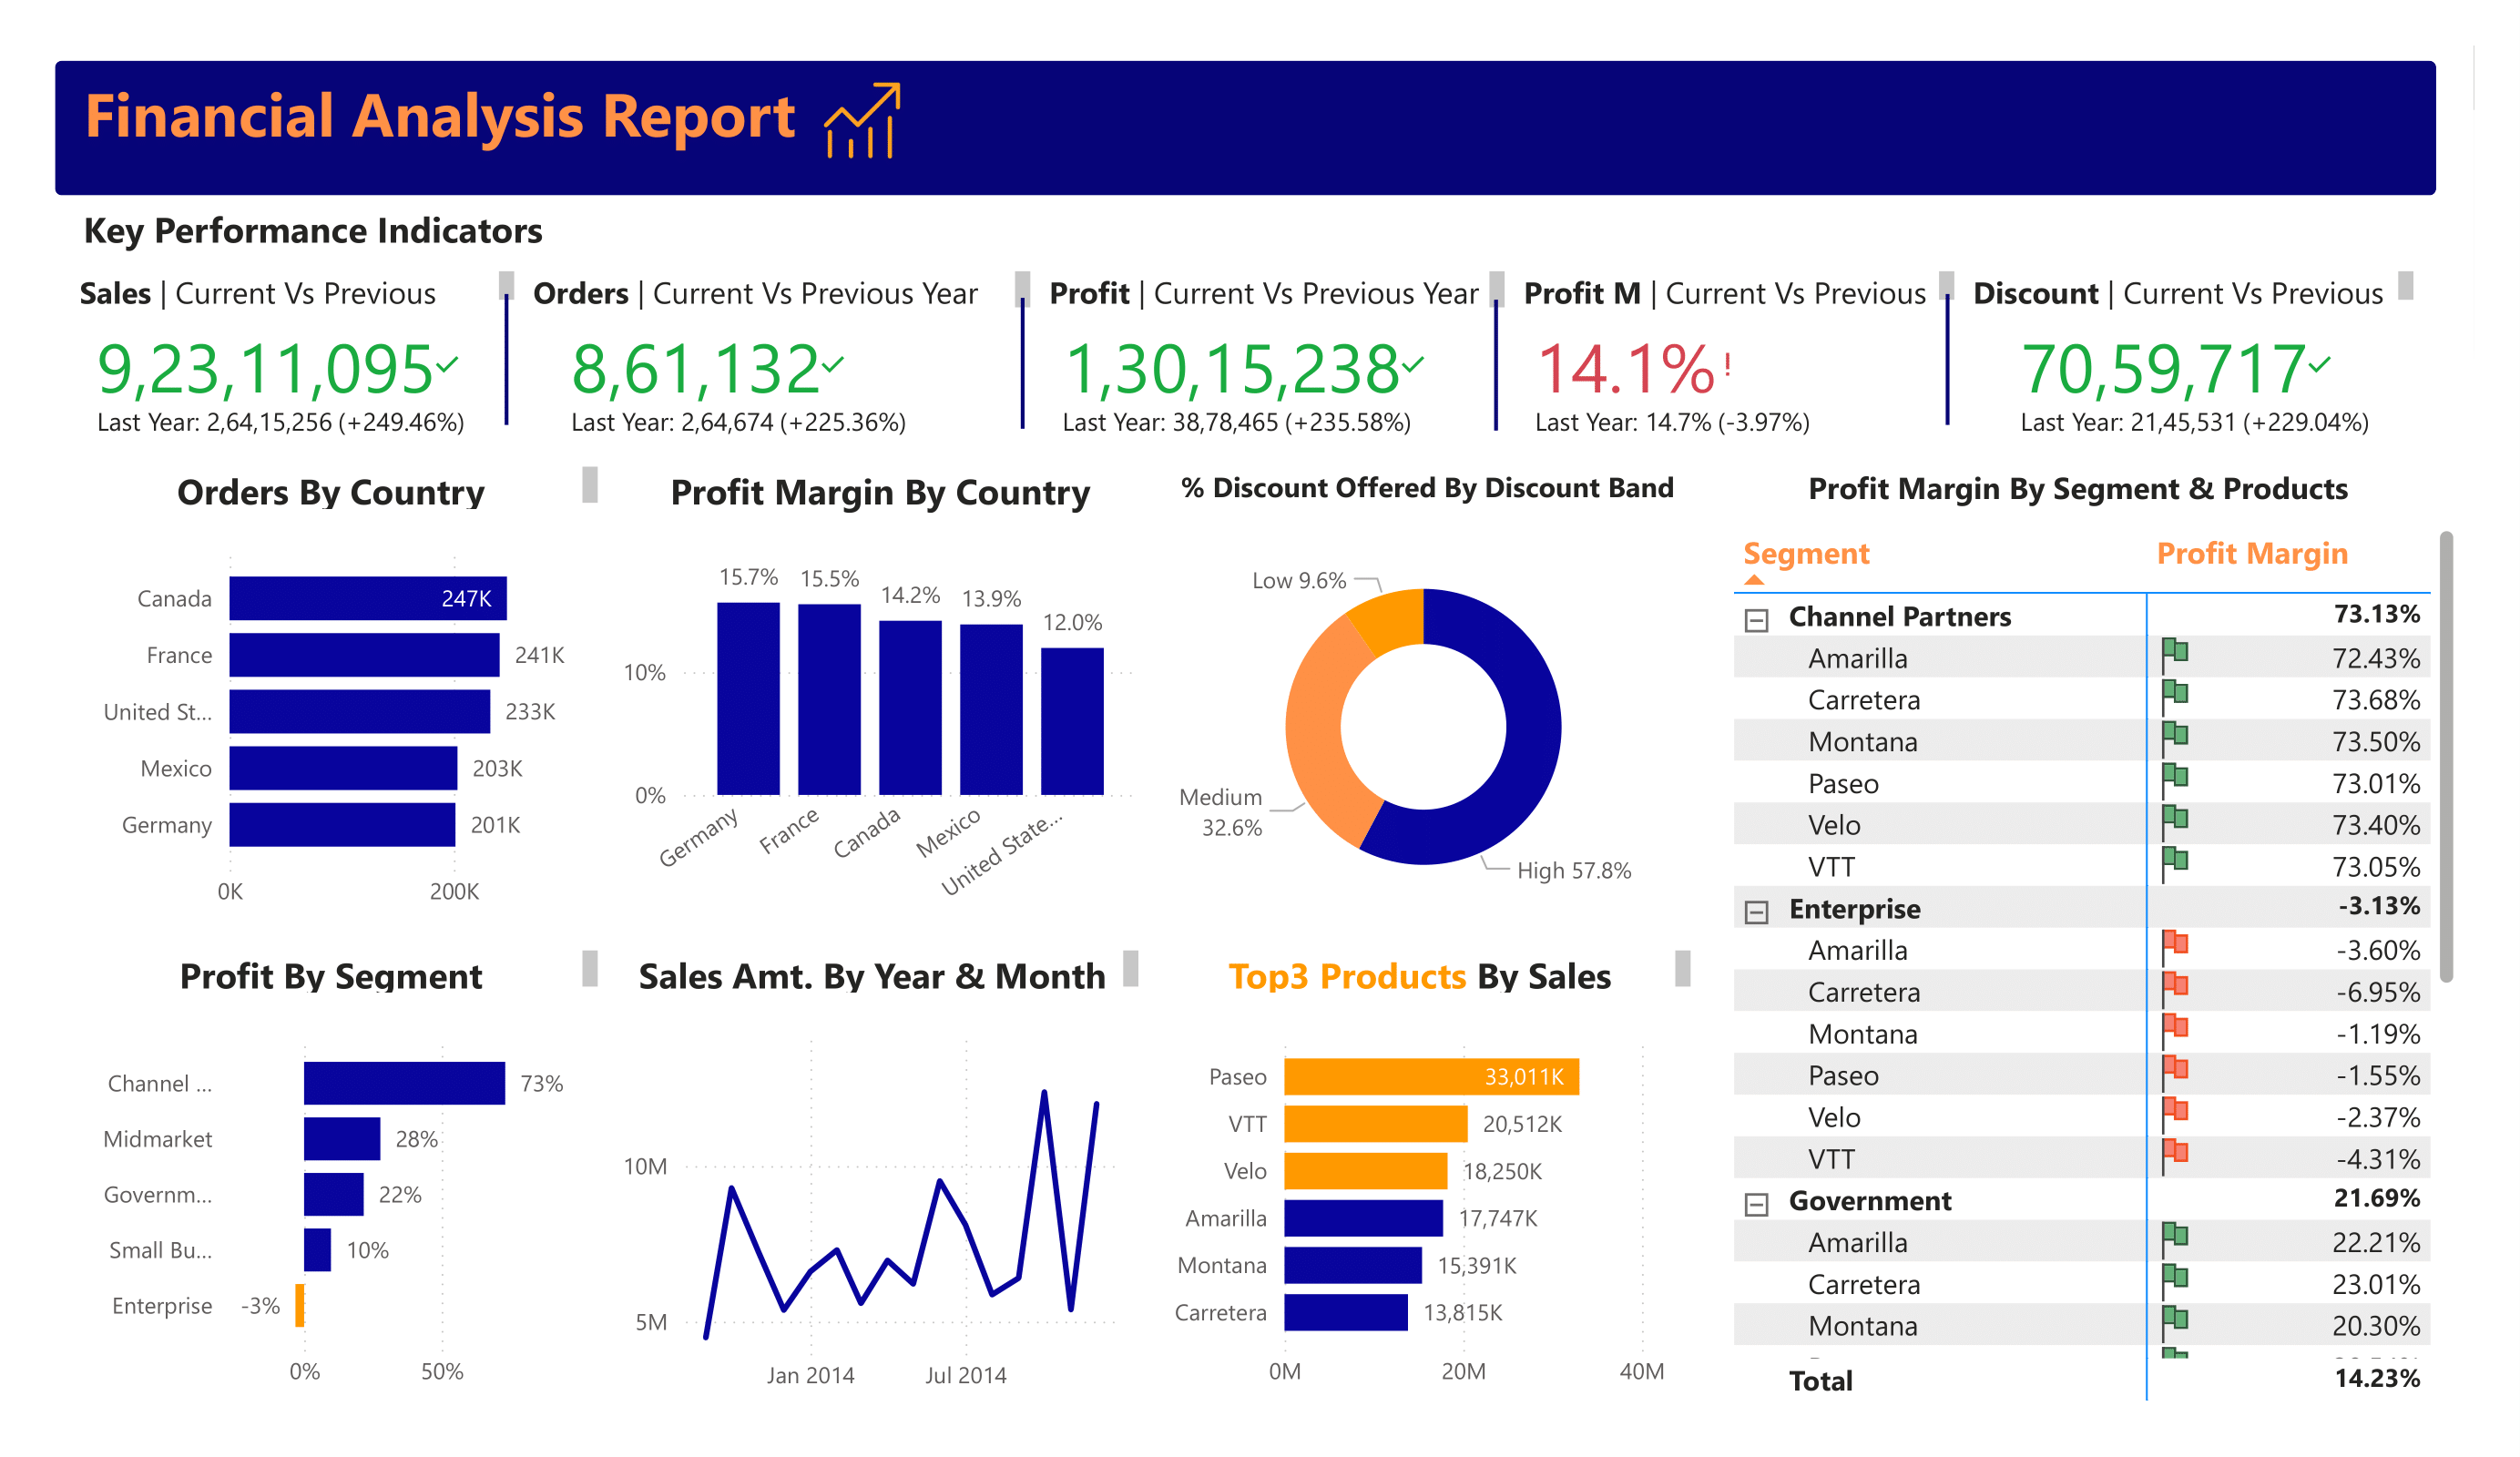 Financial Analysis Report
Key Performance Indicators
Sales | Current Vs Previous
9,23,11,095
Last Year: 2,64,15,256 (+249.46%)
Orders | Current Vs Previous Year
8,61,132
Last Year: 2,64,674 (+225.36%)
Profit | Current Vs Previous Year
1,30,15,238
Last Year: 38,78,465 (+235.58%)
Profit M | Current Vs Previous
14.1%!
Last Year: 14.7% (-3.97%)
Discount | Current Vs Previous
70,59,717
Last Year: 21,45,531 (+229.04%)
Orders By Country
Canada 247K
France 241K
United St... 233K
Mexico 203K
Germany 201K
0K 200K
Profit Margin By Country
15.7% 15.5% 14.2% 13.9% 12.0%
10%
0%
Germany France Canada Mexico United State...
% Discount Offered By Discount Band
Low 9.6%
Medium
32.6%
High 57.8%
Profit Margin By Segment & Products
Segment Profit Margin
Channel Partners 73.13%
Amarilla 72.43%
Carretera 73.68%
Montana 73.50%
Paseo 73.01%
Velo 73.40%
VTT 73.05%
Enterprise -3.13%
Amarilla -3.60%
Carretera -6.95%
Montana -1.19%
Paseo -1.55%
Velo -2.37%
VTT -4.31%
Government 21.69%
Amarilla 22.21%
Carretera 23.01%
Montana 20.30%
Total 14.23%
Profit By Segment
Channel ... 73%
Midmarket 28%
Governm... 22%
Small Bu... 10%
Enterprise -3%
0% 50%
Sales Amt. By Year & Month
10M
5M
Jan 2014 Jul 2014
Top3 Products By Sales
Paseo 33,011K
VTT 20,512K
Velo 18,250K
Amarilla 17,747K
Montana 15,391K
Carretera 13,815K
0M 20M 40M